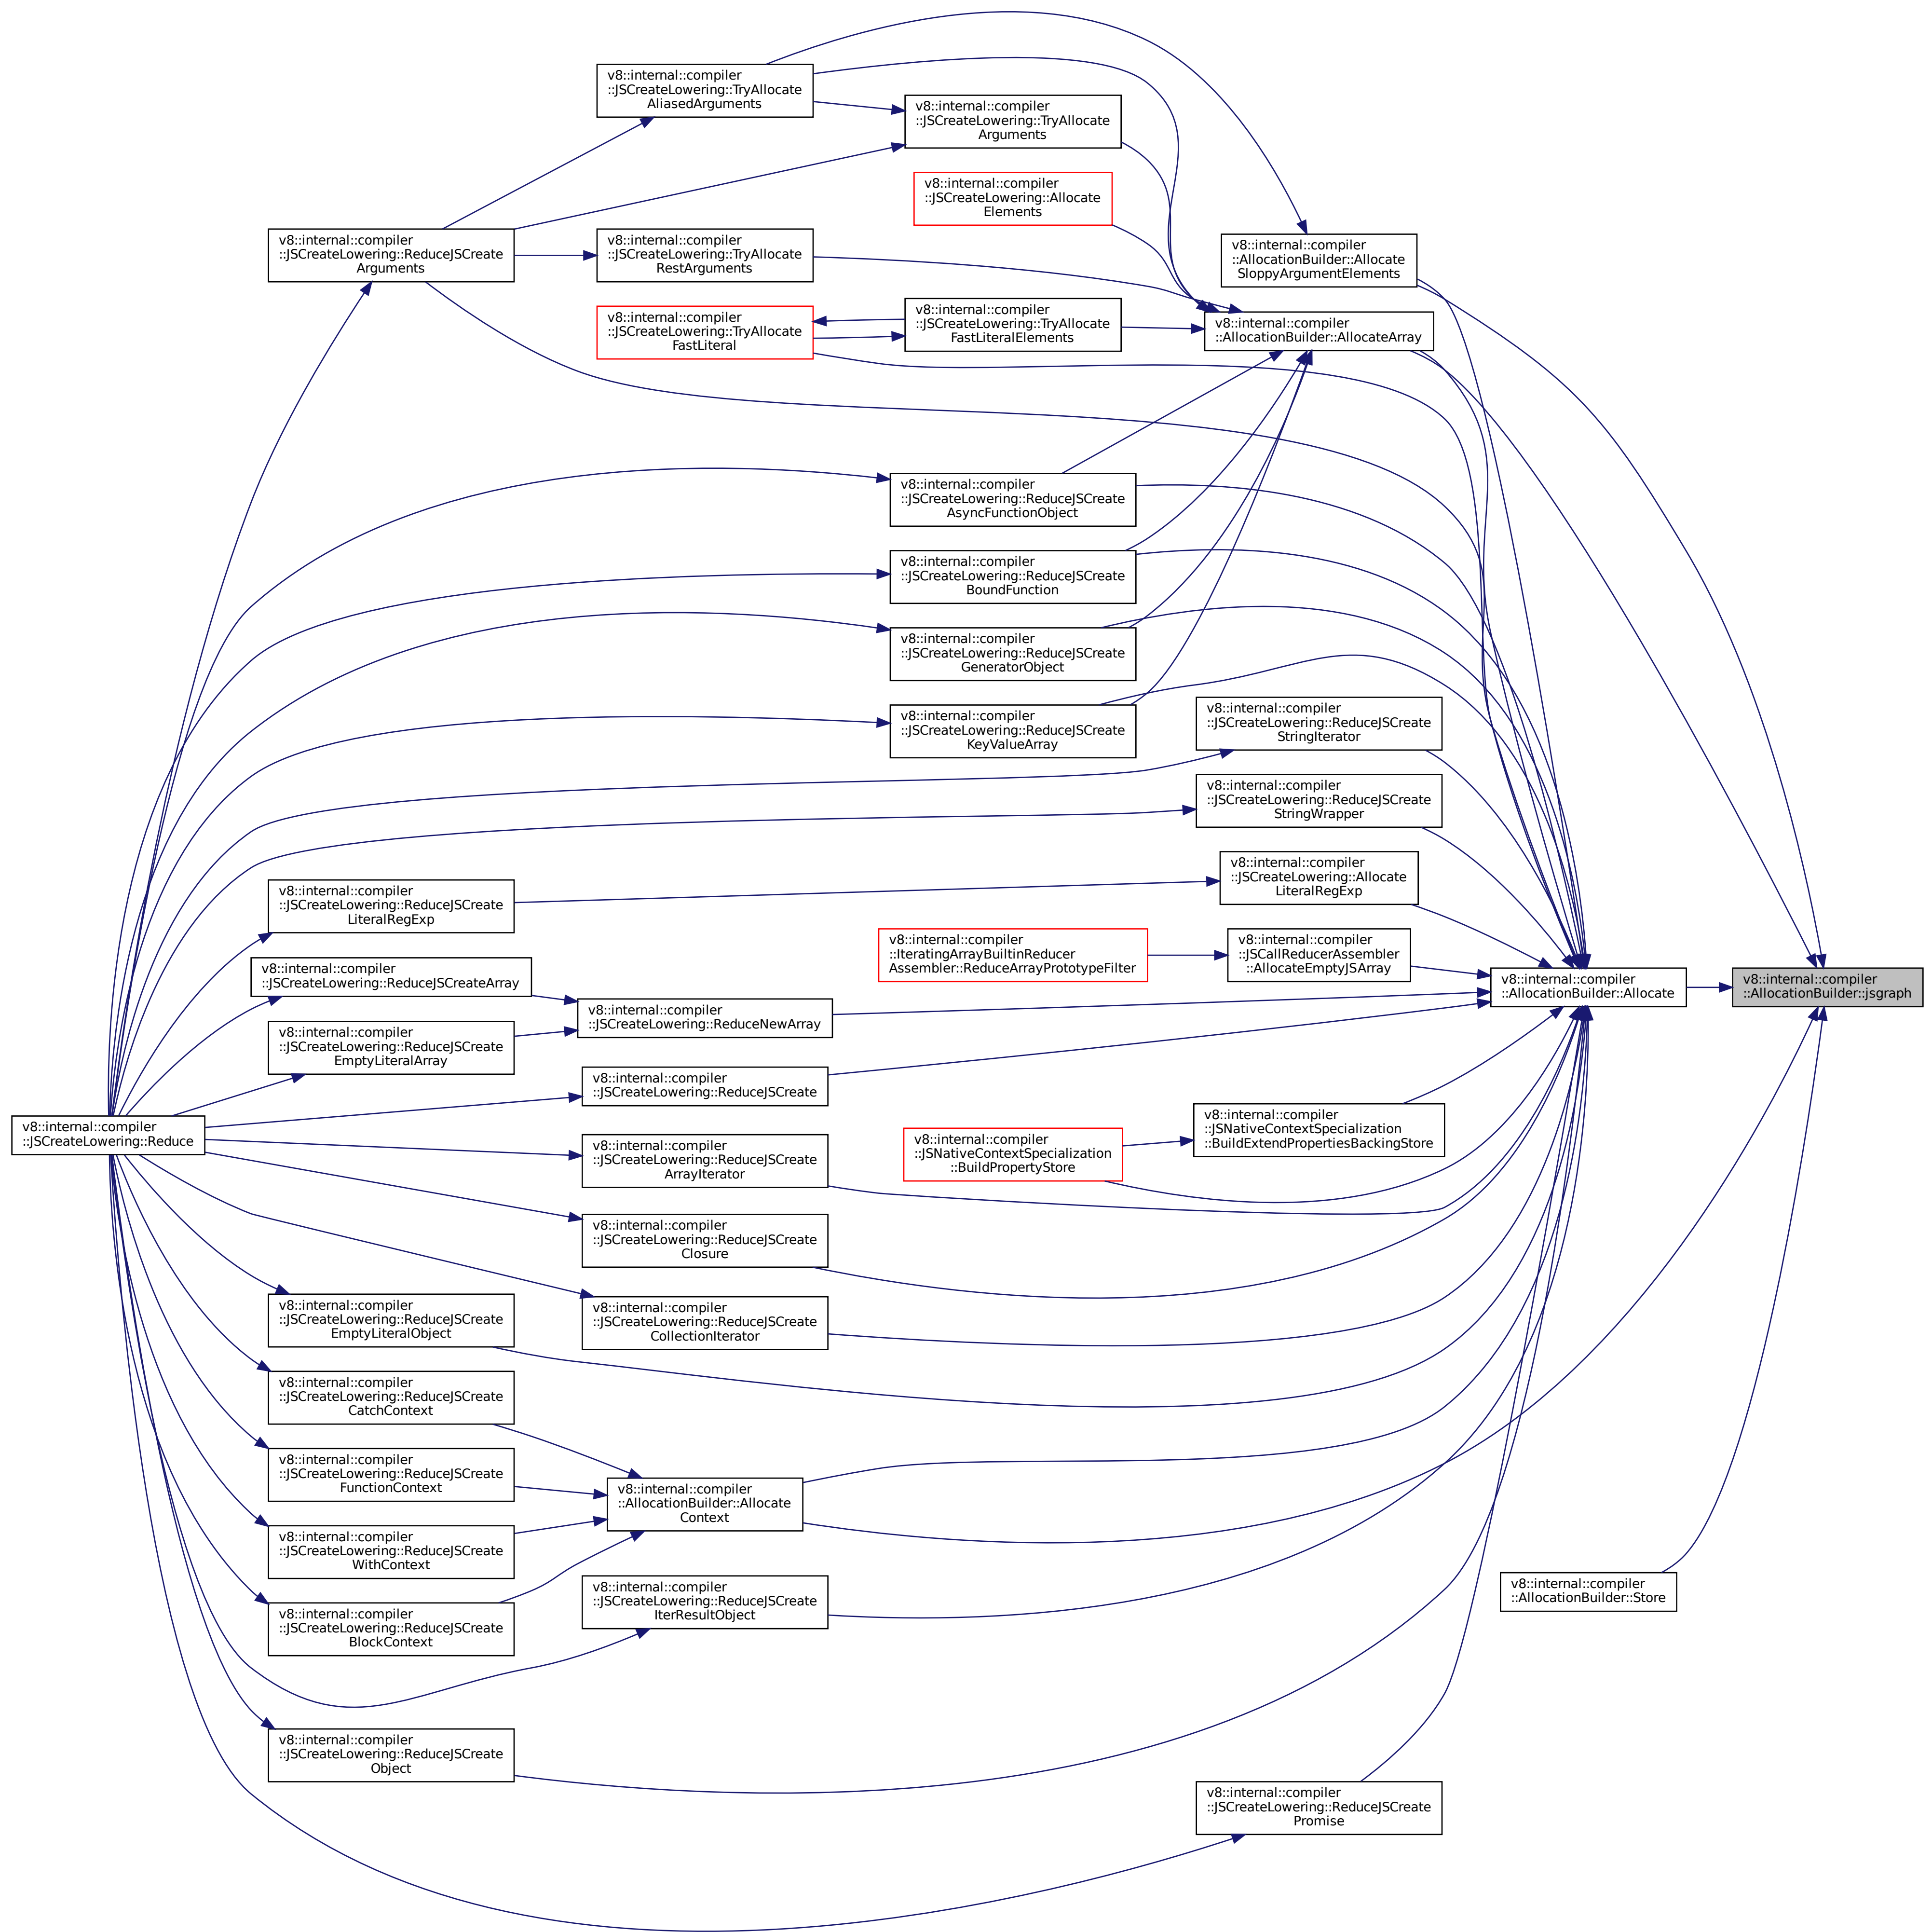 v8::internal::compiler
::JSCreateLowering::TryAllocate
AliasedArguments
v8::internal::compiler
::JSCreateLowering::TryAllocate
Arguments
v8::internal::compiler
::JSCreateLowering::Allocate
Elements
v8::internal::compiler
::JSCreateLowering::ReduceJSCreate
Arguments
v8::internal::compiler
::JSCreateLowering::TryAllocate
RestArguments
v8::internal::compiler
::AllocationBuilder::Allocate
SloppyArgumentElements
v8::internal::compiler
::JSCreateLowering::TryAllocate
FastLiteral
v8::internal::compiler
::JSCreateLowering::TryAllocate
FastLiteralElements
v8::internal::compiler
::AllocationBuilder::AllocateArray
v8::internal::compiler
::JSCreateLowering::ReduceJSCreate
AsyncFunctionObject
v8::internal::compiler
::JSCreateLowering::ReduceJSCreate
BoundFunction
v8::internal::compiler
::JSCreateLowering::ReduceJSCreate
GeneratorObject
v8::internal::compiler
::JSCreateLowering::ReduceJSCreate
KeyValueArray
v8::internal::compiler
::JSCreateLowering::ReduceJSCreate
StringIterator
v8::internal::compiler
::JSCreateLowering::ReduceJSCreate
StringWrapper
v8::internal::compiler
::JSCreateLowering::Allocate
LiteralRegExp
v8::internal::compiler
::JSCreateLowering::ReduceJSCreate
LiteralRegExp
v8::internal::compiler
::IteratingArrayBuiltinReducer
Assembler::ReduceArrayPrototypeFilter
v8::internal::compiler
::JSCallReducerAssembler
::AllocateEmptyJSArray
v8::internal::compiler
::JSCreateLowering::ReduceJSCreateArray
v8::internal::compiler
::AllocationBuilder::Allocate
v8::internal::compiler
::AllocationBuilder::jsgraph
v8::internal::compiler
::JSCreateLowering::ReduceNewArray
v8::internal::compiler
::JSCreateLowering::ReduceJSCreate
EmptyLiteralArray
v8::internal::compiler
::JSCreateLowering::ReduceJSCreate
v8::internal::compiler
::JSCreateLowering::Reduce
v8::internal::compiler
::JSNativeContextSpecialization
::BuildExtendPropertiesBackingStore
v8::internal::compiler
::JSNativeContextSpecialization
::BuildPropertyStore
v8::internal::compiler
::JSCreateLowering::ReduceJSCreate
ArrayIterator
v8::internal::compiler
::JSCreateLowering::ReduceJSCreate
Closure
v8::internal::compiler
::JSCreateLowering::ReduceJSCreate
EmptyLiteralObject
v8::internal::compiler
::JSCreateLowering::ReduceJSCreate
CollectionIterator
v8::internal::compiler
::JSCreateLowering::ReduceJSCreate
CatchContext
v8::internal::compiler
::JSCreateLowering::ReduceJSCreate
FunctionContext
v8::internal::compiler
::AllocationBuilder::Allocate
Context
v8::internal::compiler
::JSCreateLowering::ReduceJSCreate
WithContext
v8::internal::compiler
::JSCreateLowering::ReduceJSCreate
BlockContext
v8::internal::compiler
::JSCreateLowering::ReduceJSCreate
IterResultObject
v8::internal::compiler
::AllocationBuilder::Store
v8::internal::compiler
::JSCreateLowering::ReduceJSCreate
Object
v8::internal::compiler
::JSCreateLowering::ReduceJSCreate
Promise